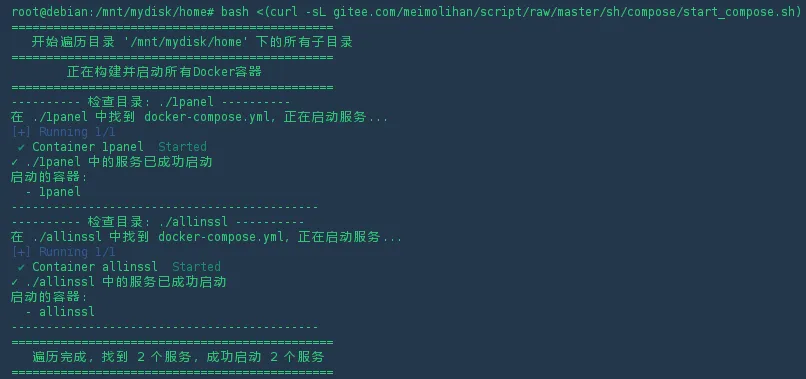 root@debian:/mnt/mydisk/home# bash <(curl -sL gitee.com/meimolihan/script/raw/master/sh/compose/start_compose.sh)
==============================================
开始遍历目录 '/mnt/mydisk/home' 下的所有子目录
==============================================
正在构建并启动所有Docker容器
==============================================
---------- 检查目录: ./1panel ----------
在 ./1panel 中找到 docker-compose.yml, 正在启动服务...
[+] Running 1/1
✔ Container 1panel  Started
✓ ./1panel 中的服务已成功启动
启动的容器:
- 1panel
--------------------------------------------
---------- 检查目录: ./allinssl ----------
在 ./allinssl 中找到 docker-compose.yml, 正在启动服务...
[+] Running 1/1
✔ Container allinssl  Started
✓ ./allinssl 中的服务已成功启动
启动的容器:
- allinssl
--------------------------------------------
==============================================
遍历完成, 找到 2 个服务, 成功启动 2 个服务
==============================================